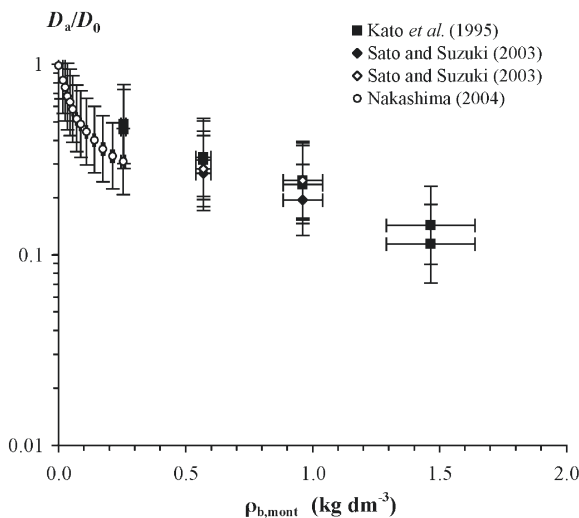 Dₐ/D₀
Kato et al. (1995)
Sato and Suzuki (2003)
Sato and Suzuki (2003)
Nakashima (2004)
1
0.1
0.01
0.0 0.5 1.0 1.5 2.0
ρb,mont (kg dm⁻³)